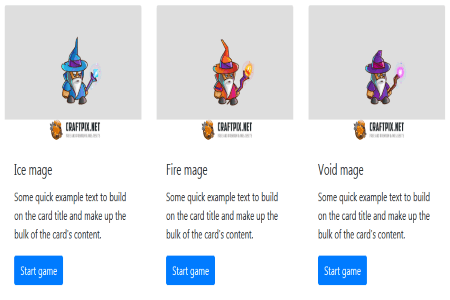 CRAFTPIX.NET
Ice mage
Some quick example text to build
on the card title and make up the
bulk of the card's content.
Start game
CRAFTPIX.NET
Fire mage
Some quick example text to build
on the card title and make up the
bulk of the card's content.
Start game
CRAFTPIX.NET
Void mage
Some quick example text to build
on the card title and make up the
bulk of the card's content.
Start game